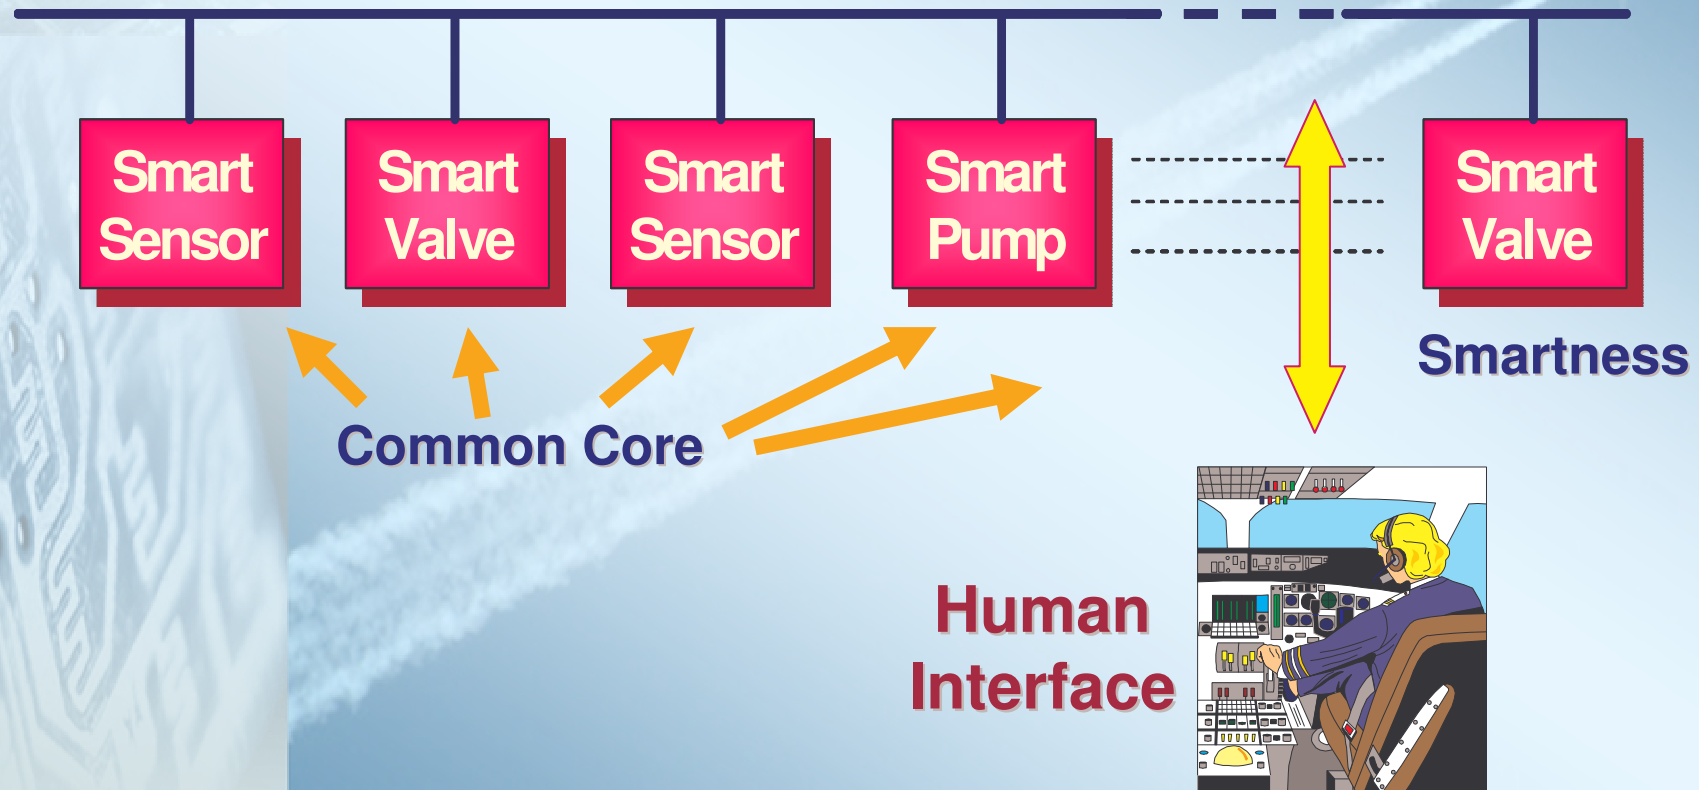 Smart
Sensor
Smart
Valve
Smart
Sensor
Smart
Pump
Smart
Valve
Smartness
Common Core
Human
Interface